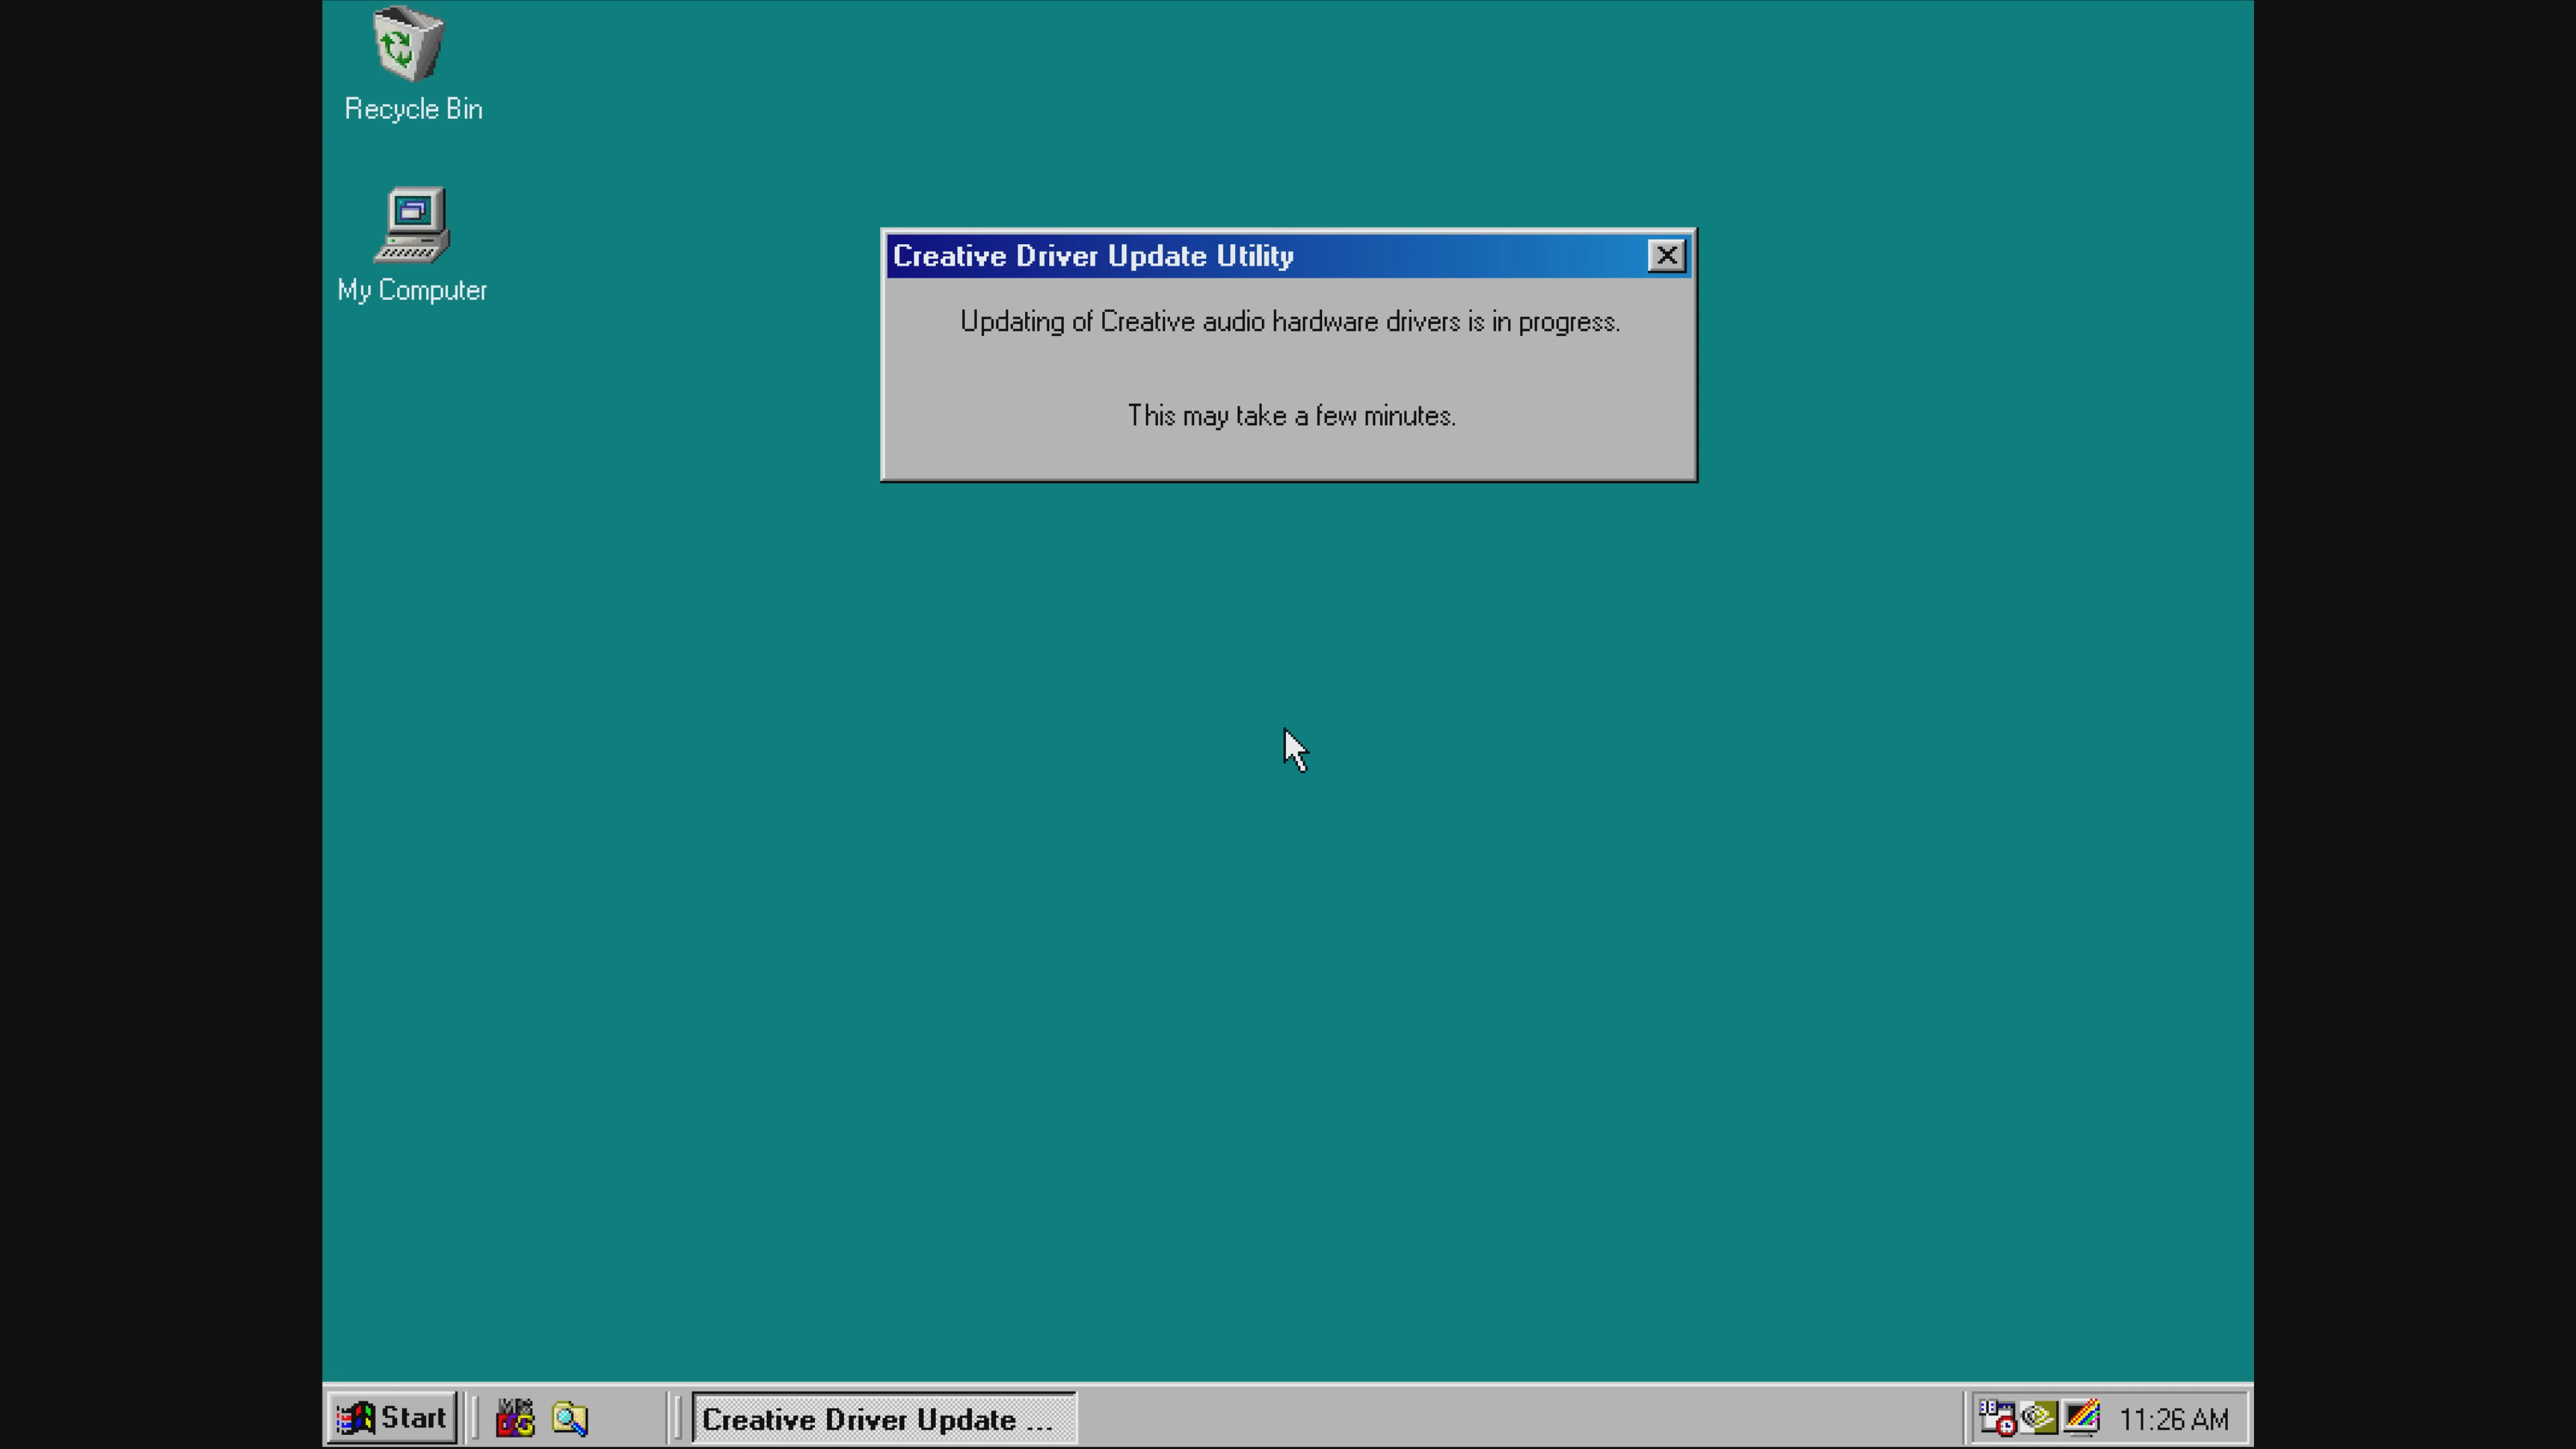 Recycle Bin
My Computer
Creative Driver Update Utility
Updating of Creative audio hardware drivers is in progress.
This may take a few minutes.
Start
Creative Driver Update ...
11:26 AM